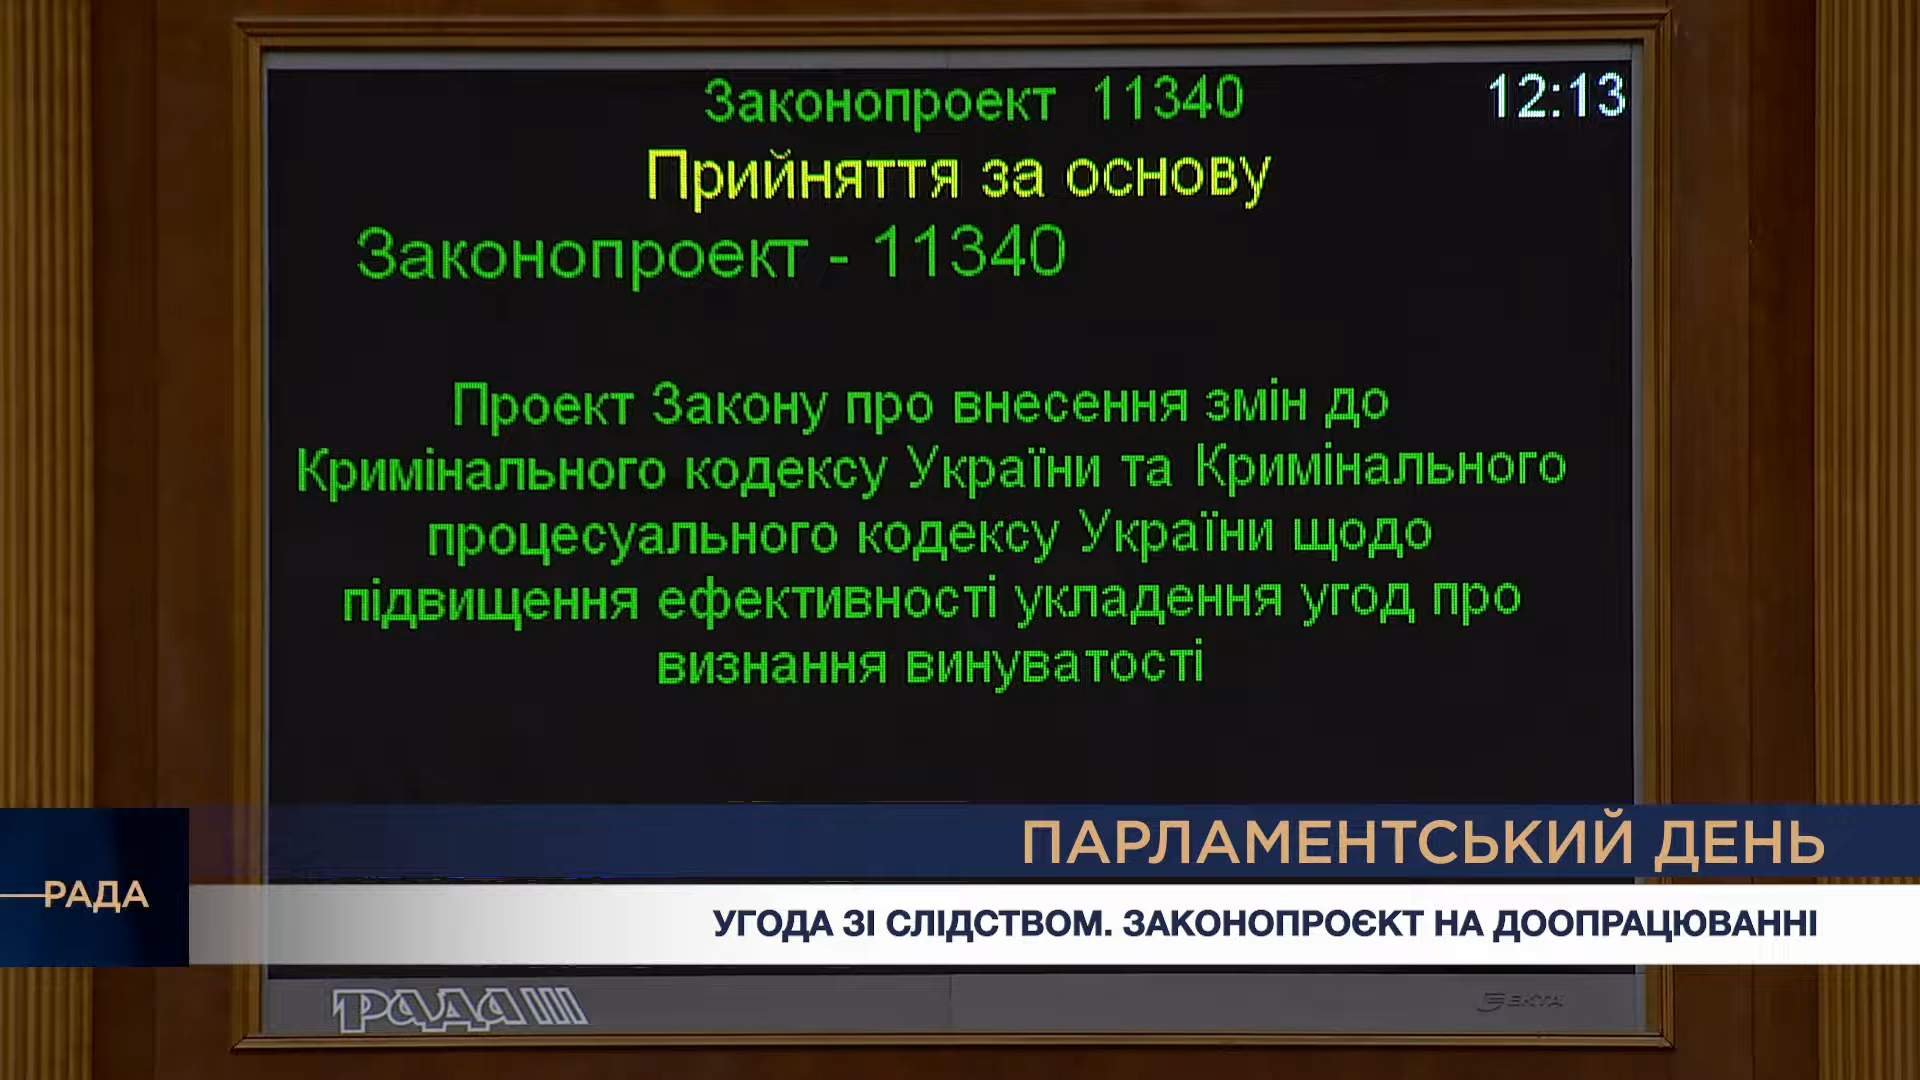 Законопроект 11340
12:13
Прийняття за основу
Законопроект - 11340
Проект Закону про внесення змін до
Кримінального кодексу України та Кримінального
процесуального кодексу України щодо
підвищення ефективності укладення угод про
визнання винуватості
ПАРЛАМЕНТСЬКИЙ ДЕНЬ
РАДА
УГОДА ЗІ СЛІДСТВОМ. ЗАКОНОПРОЄКТ НА ДООПРАЦЮВАННІ
РАДА III
ЕКТА